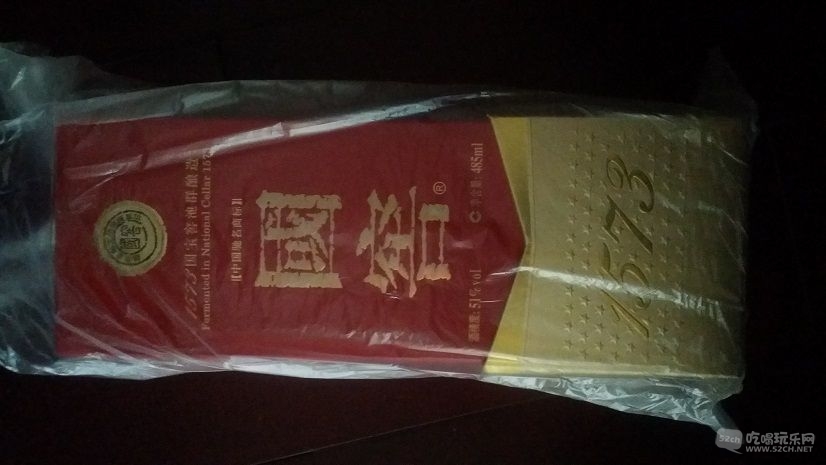 1573国宝窖池群酿造
Fermented in National Cellar 157
【中国驰名商标】
國窖®
酒精度: 51%vol
净含量: 485ml
1573
52ch
吃喝玩乐网
WWW.52CH.NET